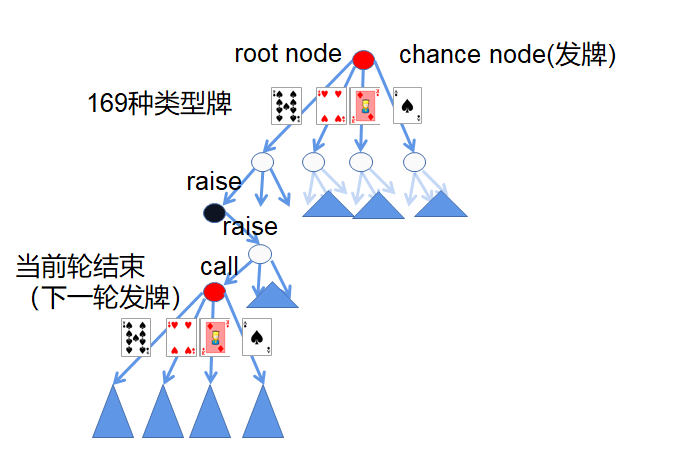 root node
chance node(发牌)
169种类型牌
raise
raise
当前轮结束
（下一轮发牌）
call